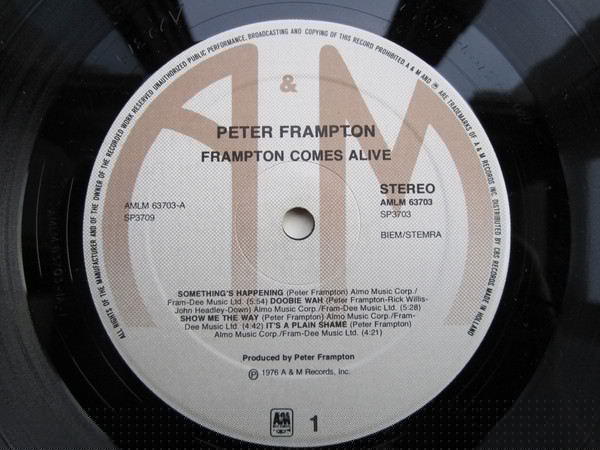 ALL RIGHTS OF THE MANUFACTURER AND OF THE OWNER OF THE RECORDED WORK RESERVED UNAUTHORIZED PUBLIC PERFORMANCE, BROADCASTING AND COPYING OF THIS RECORD PROHIBITED A & M AND ® ARE TRADEMARKS OF A & M RECORDS INC. DISTRIBUTED BY CBS RECORDS MADE IN HOLLAND
A & M
PETER FRAMPTON
FRAMPTON COMES ALIVE
STEREO
AMLM 63703-A
AMLM 63703
SP3709
SP3703
BIEM/STEMRA
SOMETHING'S HAPPENING (Peter Frampton) Almo Music Corp./
Fram-Dee Music Ltd. (5:54) DOOBIE WAH (Peter Frampton-Rick Willis-
John Headley-Down) Almo Music Corp./Fram-Dee Music Ltd. (5:28)
SHOW ME THE WAY (Peter Frampton) Almo Music Corp./Fram-
Dee Music Ltd. (4:42) IT'S A PLAIN SHAME (Peter Frampton)
Almo Music Corp./Fram-Dee Music Ltd. (4:21)
Produced by Peter Frampton
℗ 1976 A & M Records, Inc.
A&M
1